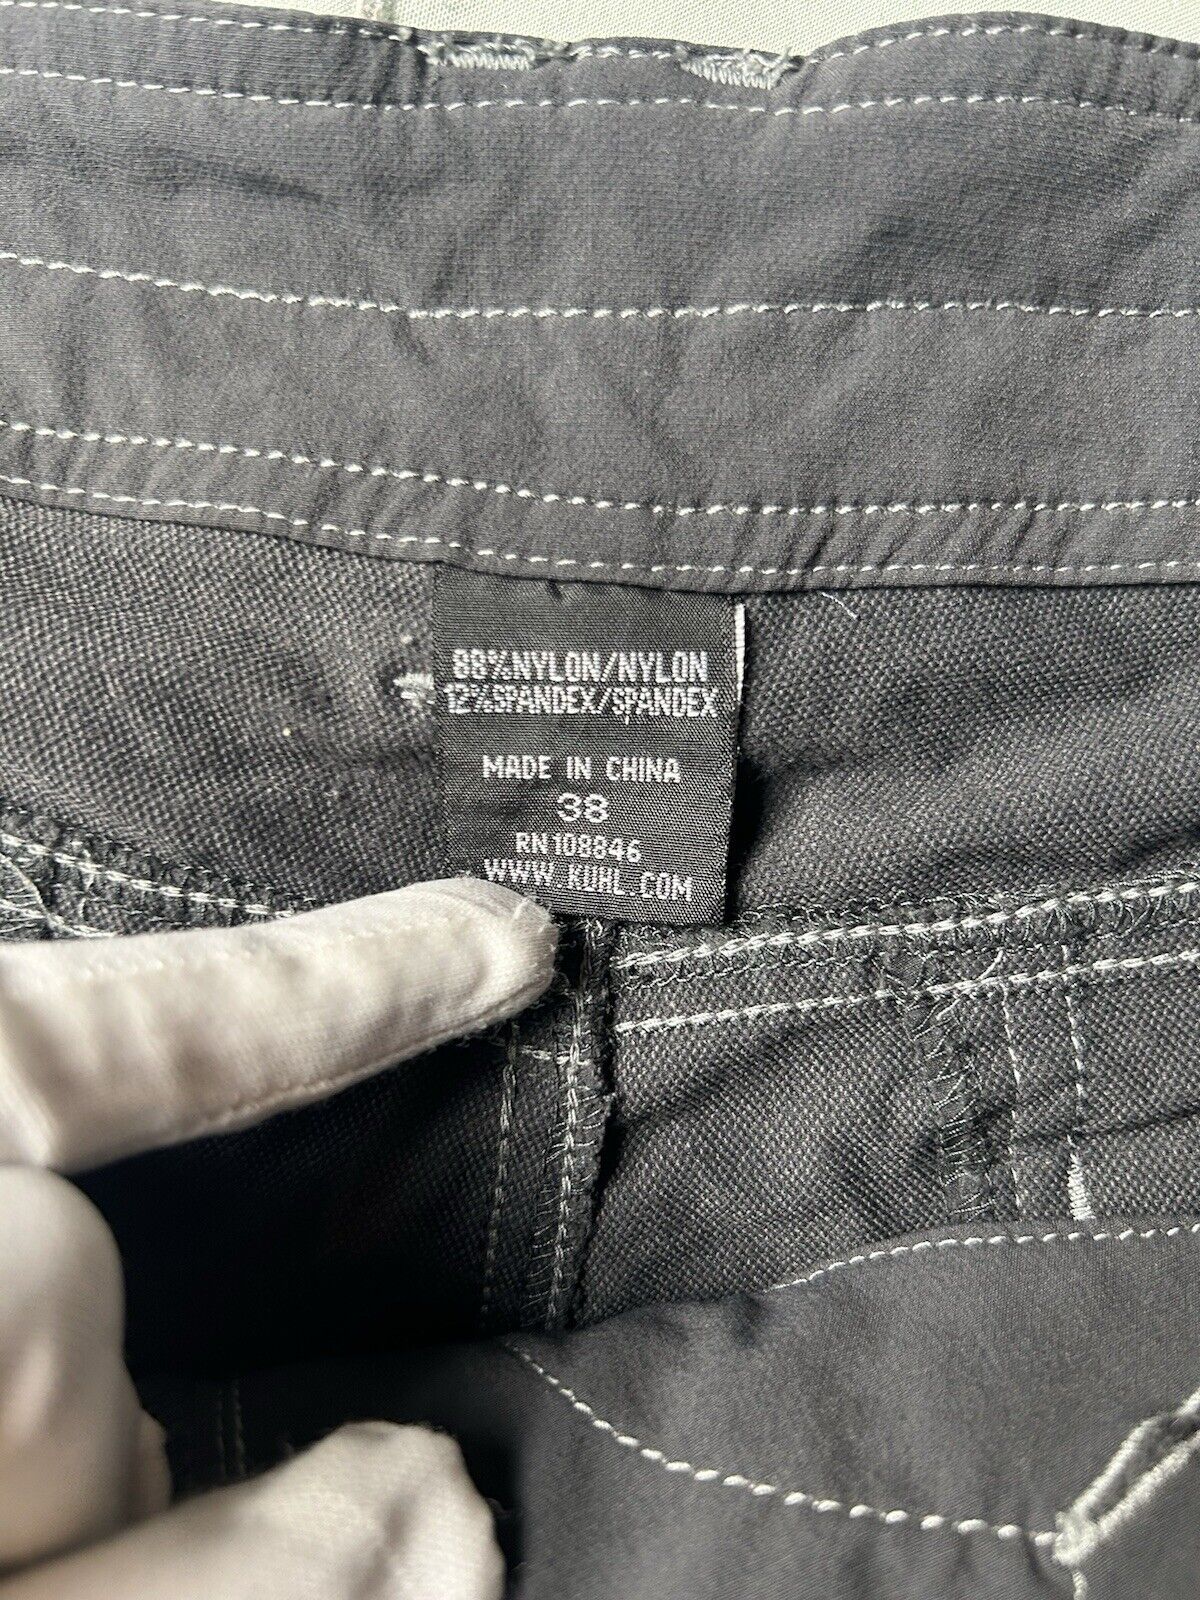 88%NYLON/NYLON
12%SPANDEX/SPANDEX
MADE IN CHINA
38
RN108846
WWW.KUHL.COM